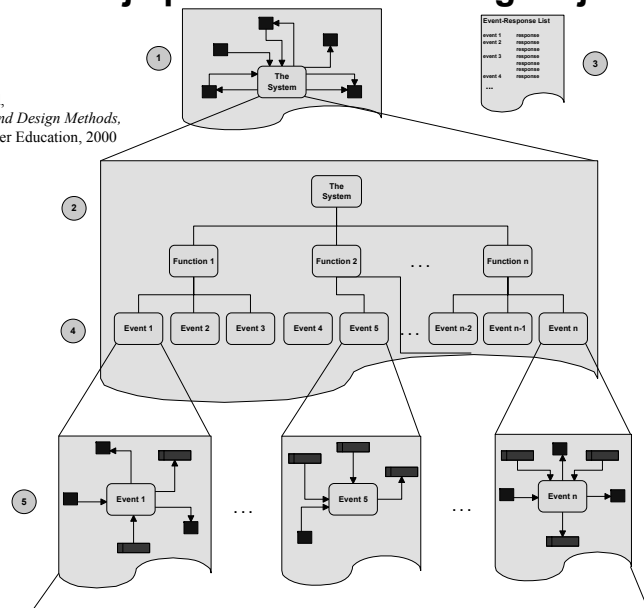 1
The
System
Event-Response List
event 1 response
event 2 response
response
event 3 response
response
response
event 4 response
...
3
nd Design Methods,
er Education, 2000
2
The
System
Function 1
Function 2
. . .
Function n
4
Event 1
Event 2
Event 3
Event 4
Event 5
. . .
Event n-2
Event n-1
Event n
5
Event 1
. . .
Event 5
. . .
Event n